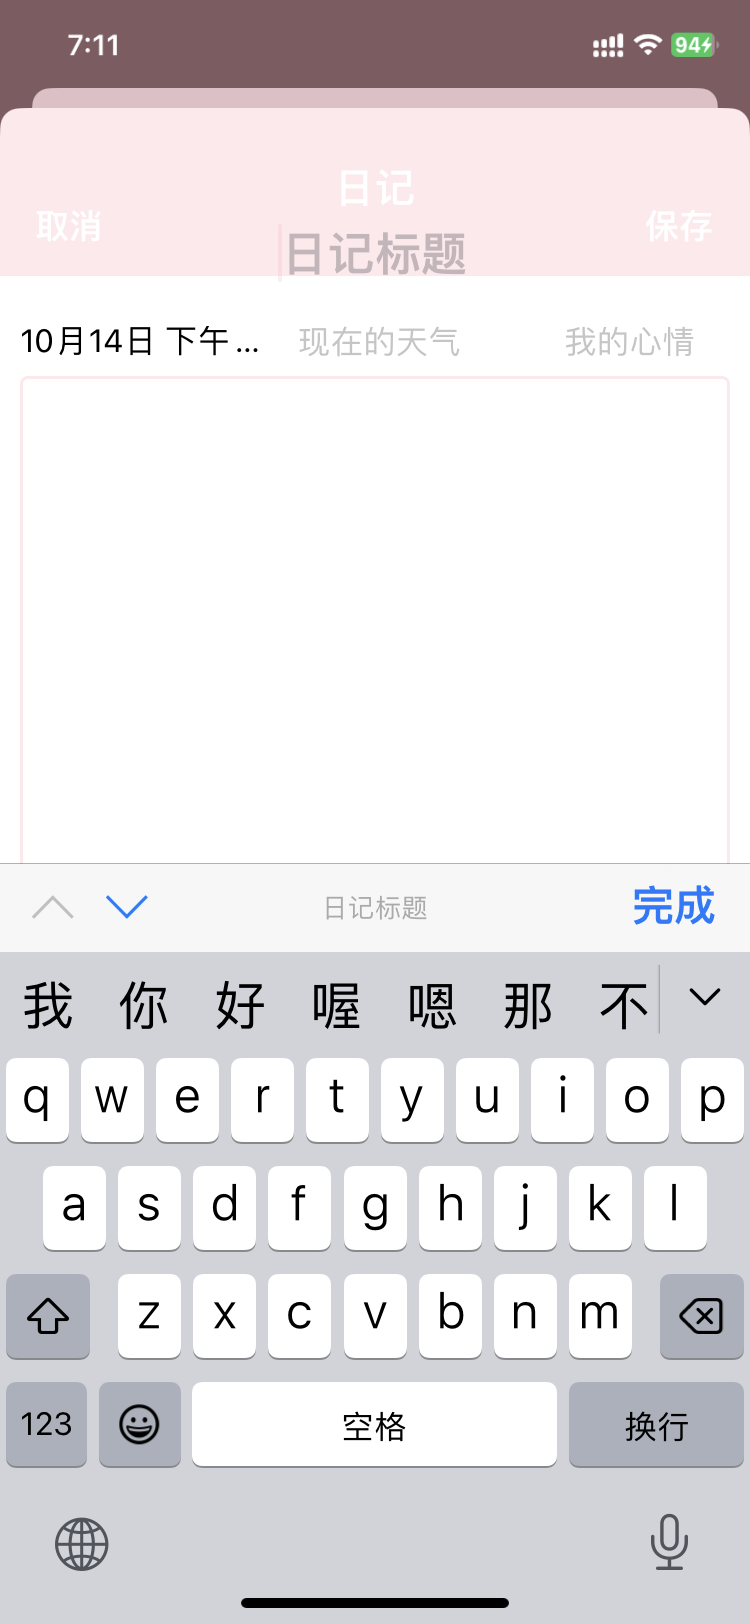 7:11
94
日记
取消
保存
日记标题
10月14日 下午 ...
现在的天气
我的心情
日记标题
完成
我 你 好 喔 嗯 那 不
q w e r t y u i o p
a s d f g h j k l
z x c v b n m
123
空格
换行